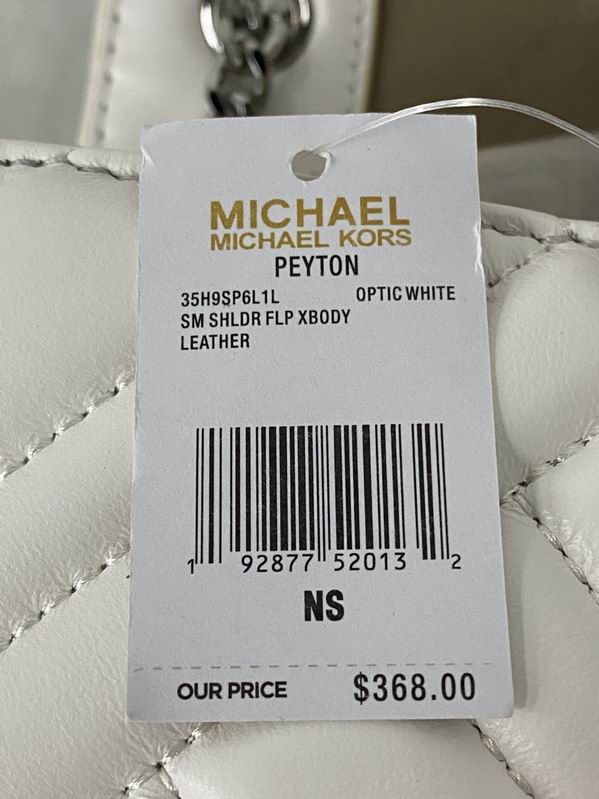 MICHAEL
MICHAEL KORS
PEYTON
35H9SP6L1L OPTIC WHITE
SM SHLDR FLP XBODY
LEATHER
1 92877 52013 2
NS
OUR PRICE $368.00